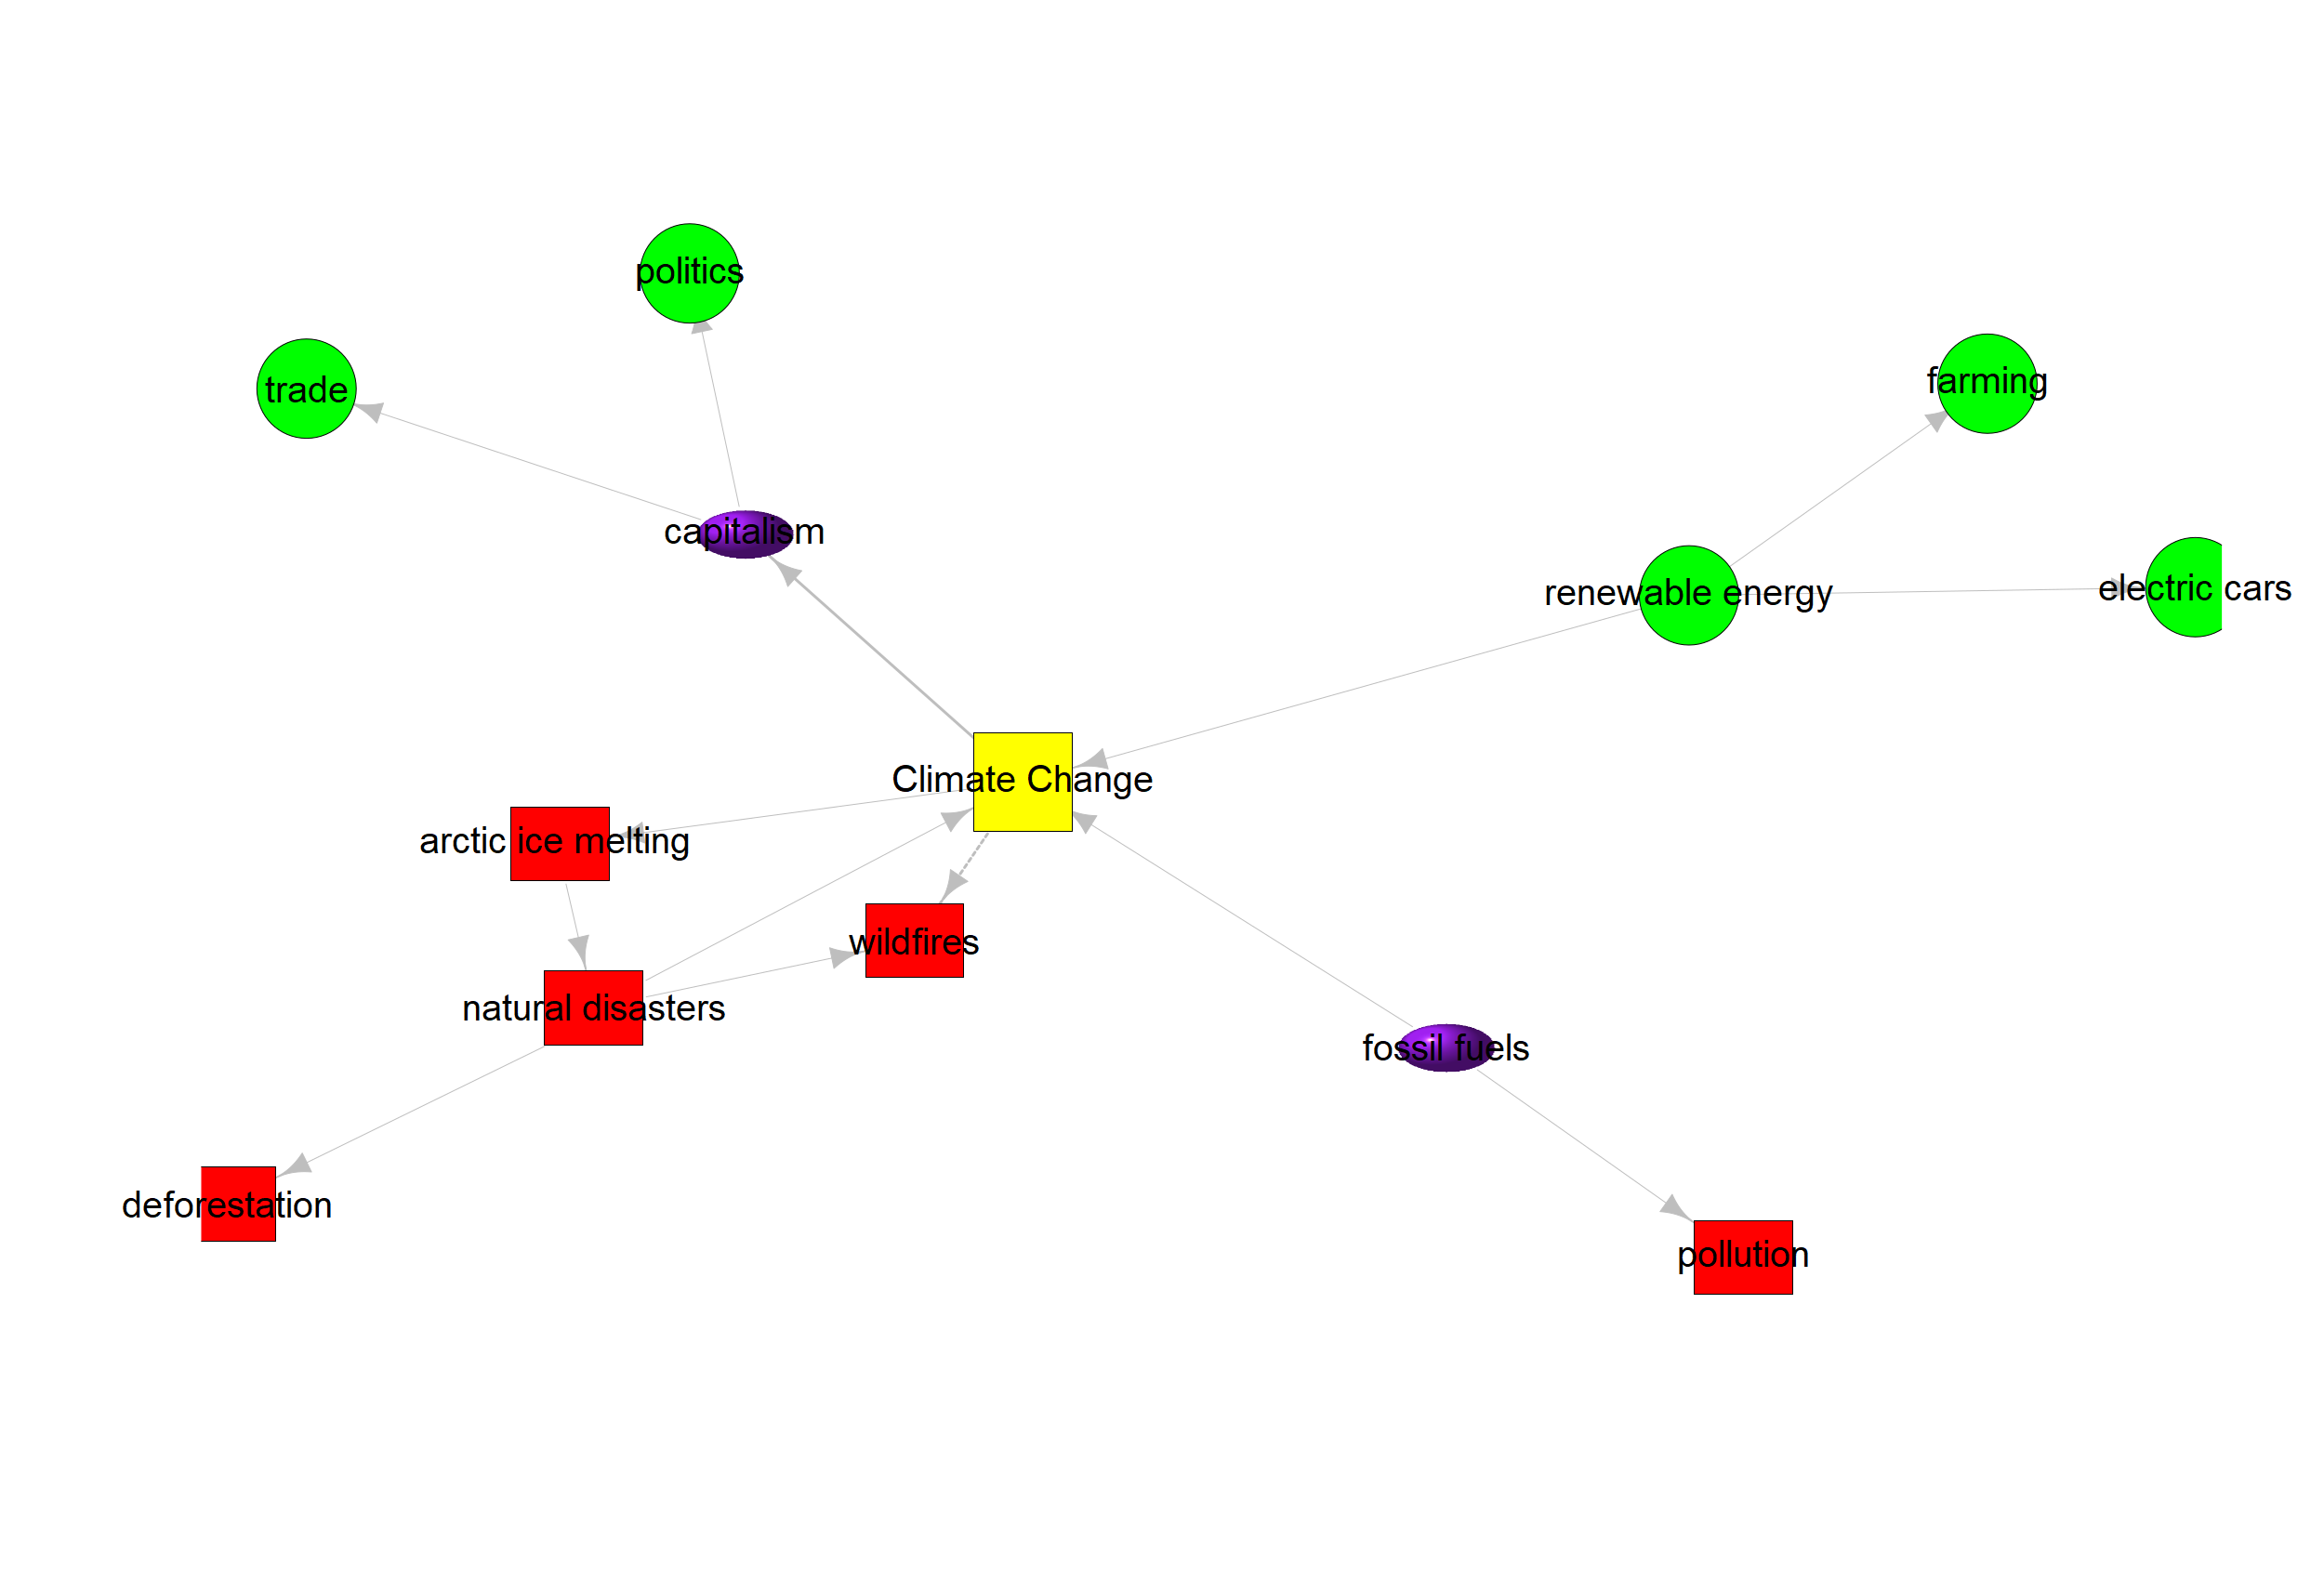 politics
trade
farming
capitalism
renewable energy
electric cars
Climate Change
arctic ice melting
wildfires
natural disasters
fossil fuels
deforestation
pollution